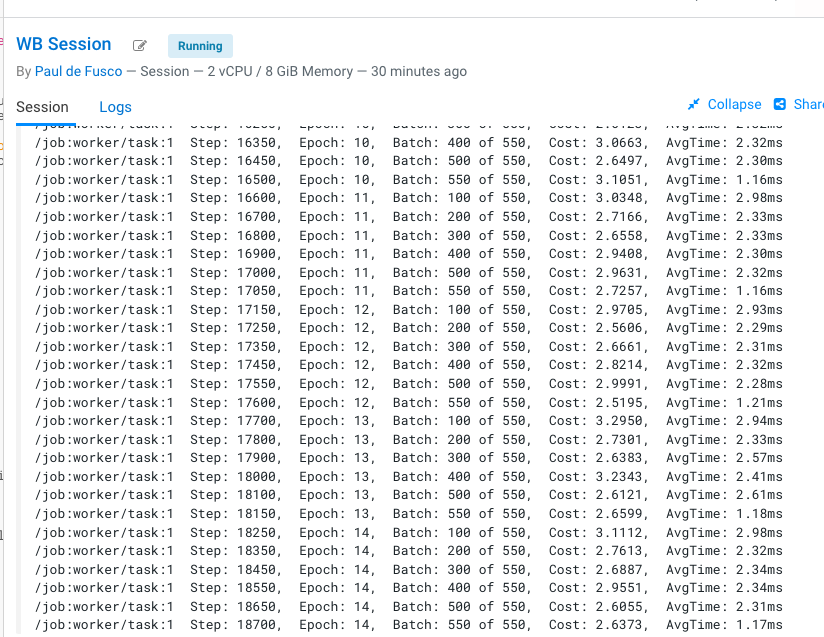 WB Session Running
By Paul de Fusco — Session — 2 vCPU / 8 GiB Memory — 30 minutes ago
Session Logs Collapse Share
/job:worker/task:1 Step: 16350, Epoch: 10, Batch: 400 of 550, Cost: 3.0663, AvgTime: 2.32ms
/job:worker/task:1 Step: 16450, Epoch: 10, Batch: 500 of 550, Cost: 2.6497, AvgTime: 2.30ms
/job:worker/task:1 Step: 16500, Epoch: 10, Batch: 550 of 550, Cost: 3.1051, AvgTime: 1.16ms
/job:worker/task:1 Step: 16600, Epoch: 11, Batch: 100 of 550, Cost: 3.0348, AvgTime: 2.98ms
/job:worker/task:1 Step: 16700, Epoch: 11, Batch: 200 of 550, Cost: 2.7166, AvgTime: 2.33ms
/job:worker/task:1 Step: 16800, Epoch: 11, Batch: 300 of 550, Cost: 2.6558, AvgTime: 2.33ms
/job:worker/task:1 Step: 16900, Epoch: 11, Batch: 400 of 550, Cost: 2.9408, AvgTime: 2.30ms
/job:worker/task:1 Step: 17000, Epoch: 11, Batch: 500 of 550, Cost: 2.9631, AvgTime: 2.32ms
/job:worker/task:1 Step: 17050, Epoch: 11, Batch: 550 of 550, Cost: 2.7257, AvgTime: 1.16ms
/job:worker/task:1 Step: 17150, Epoch: 12, Batch: 100 of 550, Cost: 2.9705, AvgTime: 2.93ms
/job:worker/task:1 Step: 17250, Epoch: 12, Batch: 200 of 550, Cost: 2.5606, AvgTime: 2.29ms
/job:worker/task:1 Step: 17350, Epoch: 12, Batch: 300 of 550, Cost: 2.6661, AvgTime: 2.31ms
/job:worker/task:1 Step: 17450, Epoch: 12, Batch: 400 of 550, Cost: 2.8214, AvgTime: 2.32ms
/job:worker/task:1 Step: 17550, Epoch: 12, Batch: 500 of 550, Cost: 2.9991, AvgTime: 2.28ms
/job:worker/task:1 Step: 17600, Epoch: 12, Batch: 550 of 550, Cost: 2.5195, AvgTime: 1.21ms
/job:worker/task:1 Step: 17700, Epoch: 13, Batch: 100 of 550, Cost: 3.2950, AvgTime: 2.94ms
/job:worker/task:1 Step: 17800, Epoch: 13, Batch: 200 of 550, Cost: 2.7301, AvgTime: 2.33ms
/job:worker/task:1 Step: 17900, Epoch: 13, Batch: 300 of 550, Cost: 2.6383, AvgTime: 2.57ms
/job:worker/task:1 Step: 18000, Epoch: 13, Batch: 400 of 550, Cost: 3.2343, AvgTime: 2.41ms
/job:worker/task:1 Step: 18100, Epoch: 13, Batch: 500 of 550, Cost: 2.6121, AvgTime: 2.61ms
/job:worker/task:1 Step: 18150, Epoch: 13, Batch: 550 of 550, Cost: 2.6599, AvgTime: 1.18ms
/job:worker/task:1 Step: 18250, Epoch: 14, Batch: 100 of 550, Cost: 3.1112, AvgTime: 2.98ms
/job:worker/task:1 Step: 18350, Epoch: 14, Batch: 200 of 550, Cost: 2.7613, AvgTime: 2.32ms
/job:worker/task:1 Step: 18450, Epoch: 14, Batch: 300 of 550, Cost: 2.6887, AvgTime: 2.34ms
/job:worker/task:1 Step: 18550, Epoch: 14, Batch: 400 of 550, Cost: 2.9551, AvgTime: 2.34ms
/job:worker/task:1 Step: 18650, Epoch: 14, Batch: 500 of 550, Cost: 2.6055, AvgTime: 2.31ms
/job:worker/task:1 Step: 18700, Epoch: 14, Batch: 550 of 550, Cost: 2.6373, AvgTime: 1.17ms